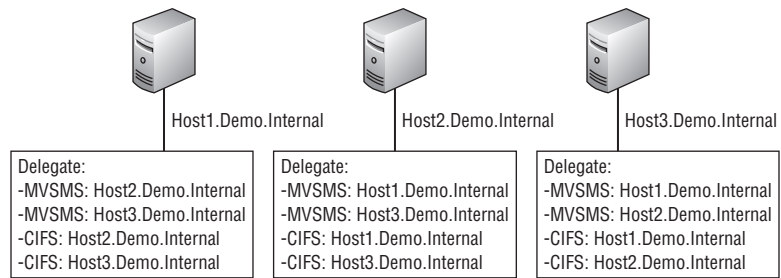 Host1.Demo.Internal
Host2.Demo.Internal
Host3.Demo.Internal
Delegate:
-MVSMS: Host2.Demo.Internal
-MVSMS: Host3.Demo.Internal
-CIFS: Host2.Demo.Internal
-CIFS: Host3.Demo.Internal
Delegate:
-MVSMS: Host1.Demo.Internal
-MVSMS: Host3.Demo.Internal
-CIFS: Host1.Demo.Internal
-CIFS: Host3.Demo.Internal
Delegate:
-MVSMS: Host1.Demo.Internal
-MVSMS: Host2.Demo.Internal
-CIFS: Host1.Demo.Internal
-CIFS: Host2.Demo.Internal